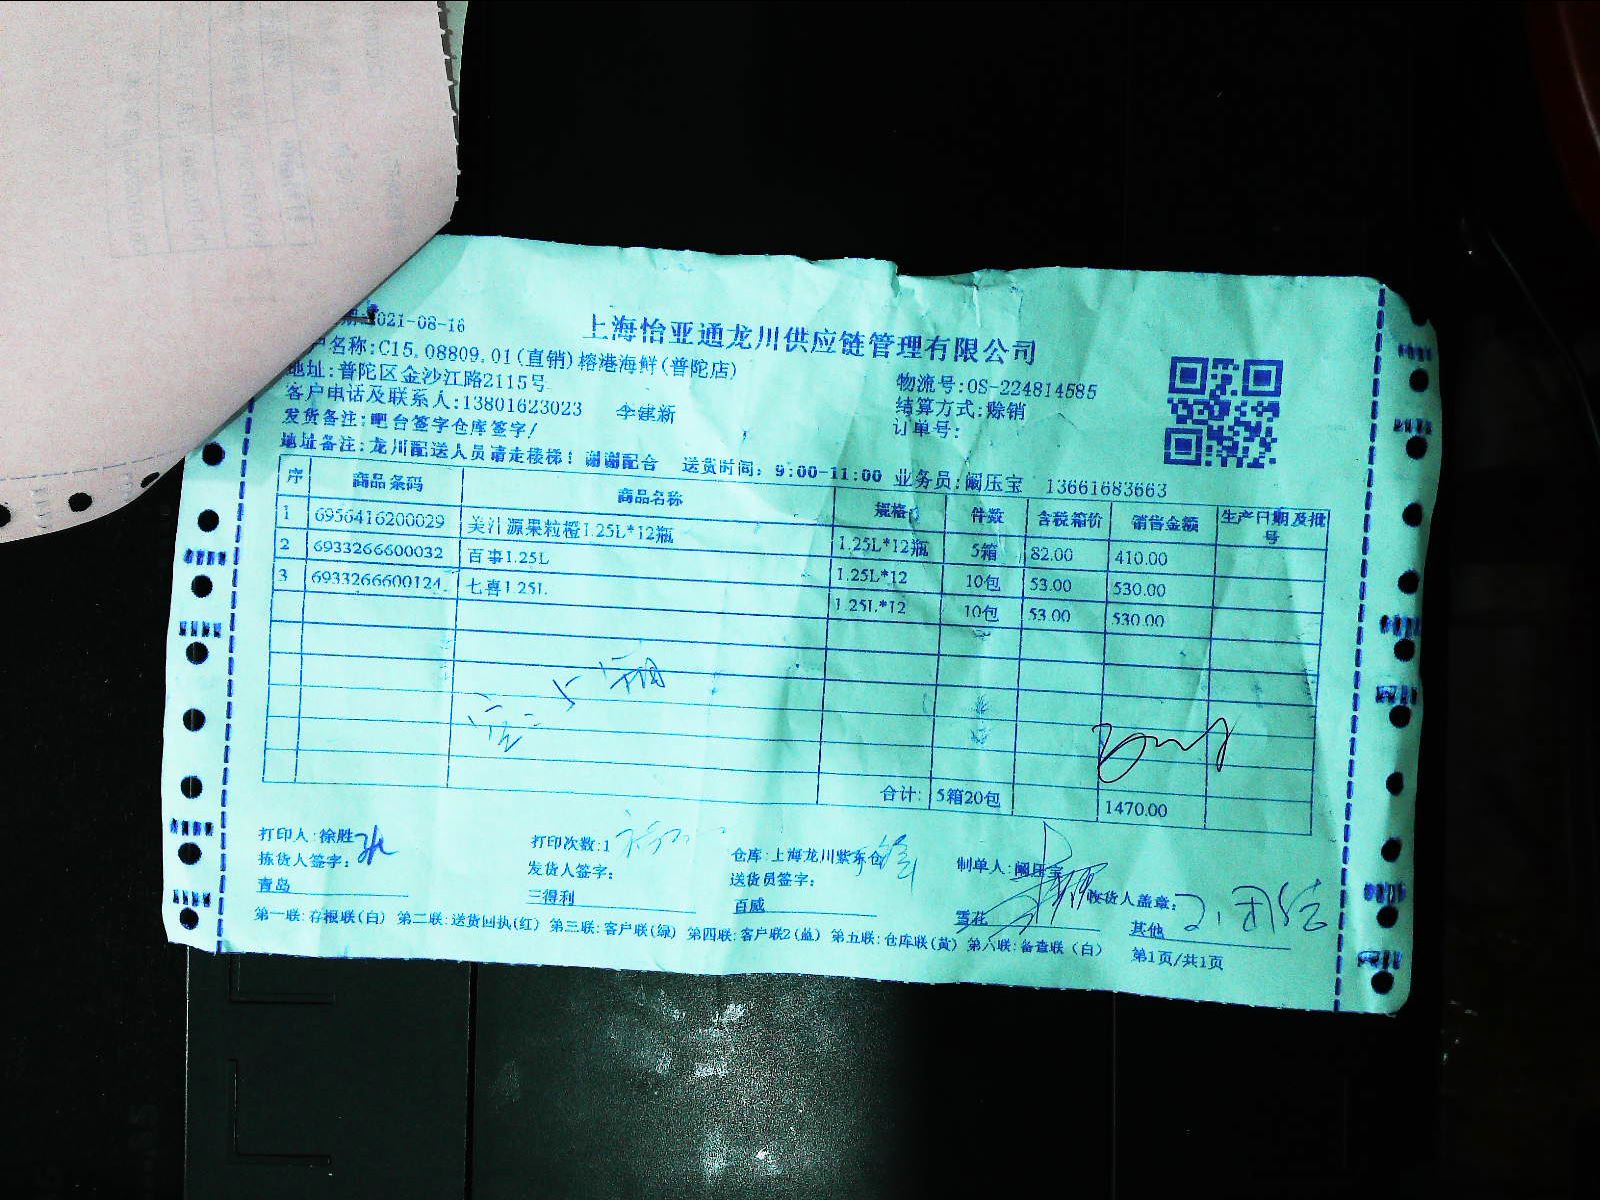 上海怡亚通龙川供应链管理有限公司
2021-08-16
户名称:C15.08809.01(直销)榕港海鲜(普陀店)
地址:普陀区金沙江路2115号
物流号:OS-224814585
客户电话及联系人:13801623023 李建新
结算方式:赊销
发货备注:吧台签字仓库签字/
订单号:
地址备注:龙川配送人员请走楼梯!谢谢配合 送货时间:9:00-11:00 业务员:阚压宝 13661683663
序 商品条码 商品名称 规格 件数 含税箱价 销售金额 生产日期及批号
1 6956416200029 美汁源果粒橙1.25L*12瓶 1.25L*12瓶 5箱 82.00 410.00
2 6933266600032 百事1.25L 1.25L*12 10包 53.00 530.00
3 6933266600124 七喜1.25L 1.25L*12 10包 53.00 530.00
5箱
合计: 5箱20包 1470.00
打印人:徐胜 打印次数:1 仓库:上海龙川紫东仓 制单人:阚压宝
拣货人签字: 发货人签字: 送货员签字: 收货人盖章:
青岛 三得利 百威 雪花 其他
第一联:存根联(白) 第二联:送货回执(红) 第三联:客户联(绿) 第四联:客户联2(蓝) 第五联:仓库联(黄) 第六联:备查联(白) 第1页/共1页